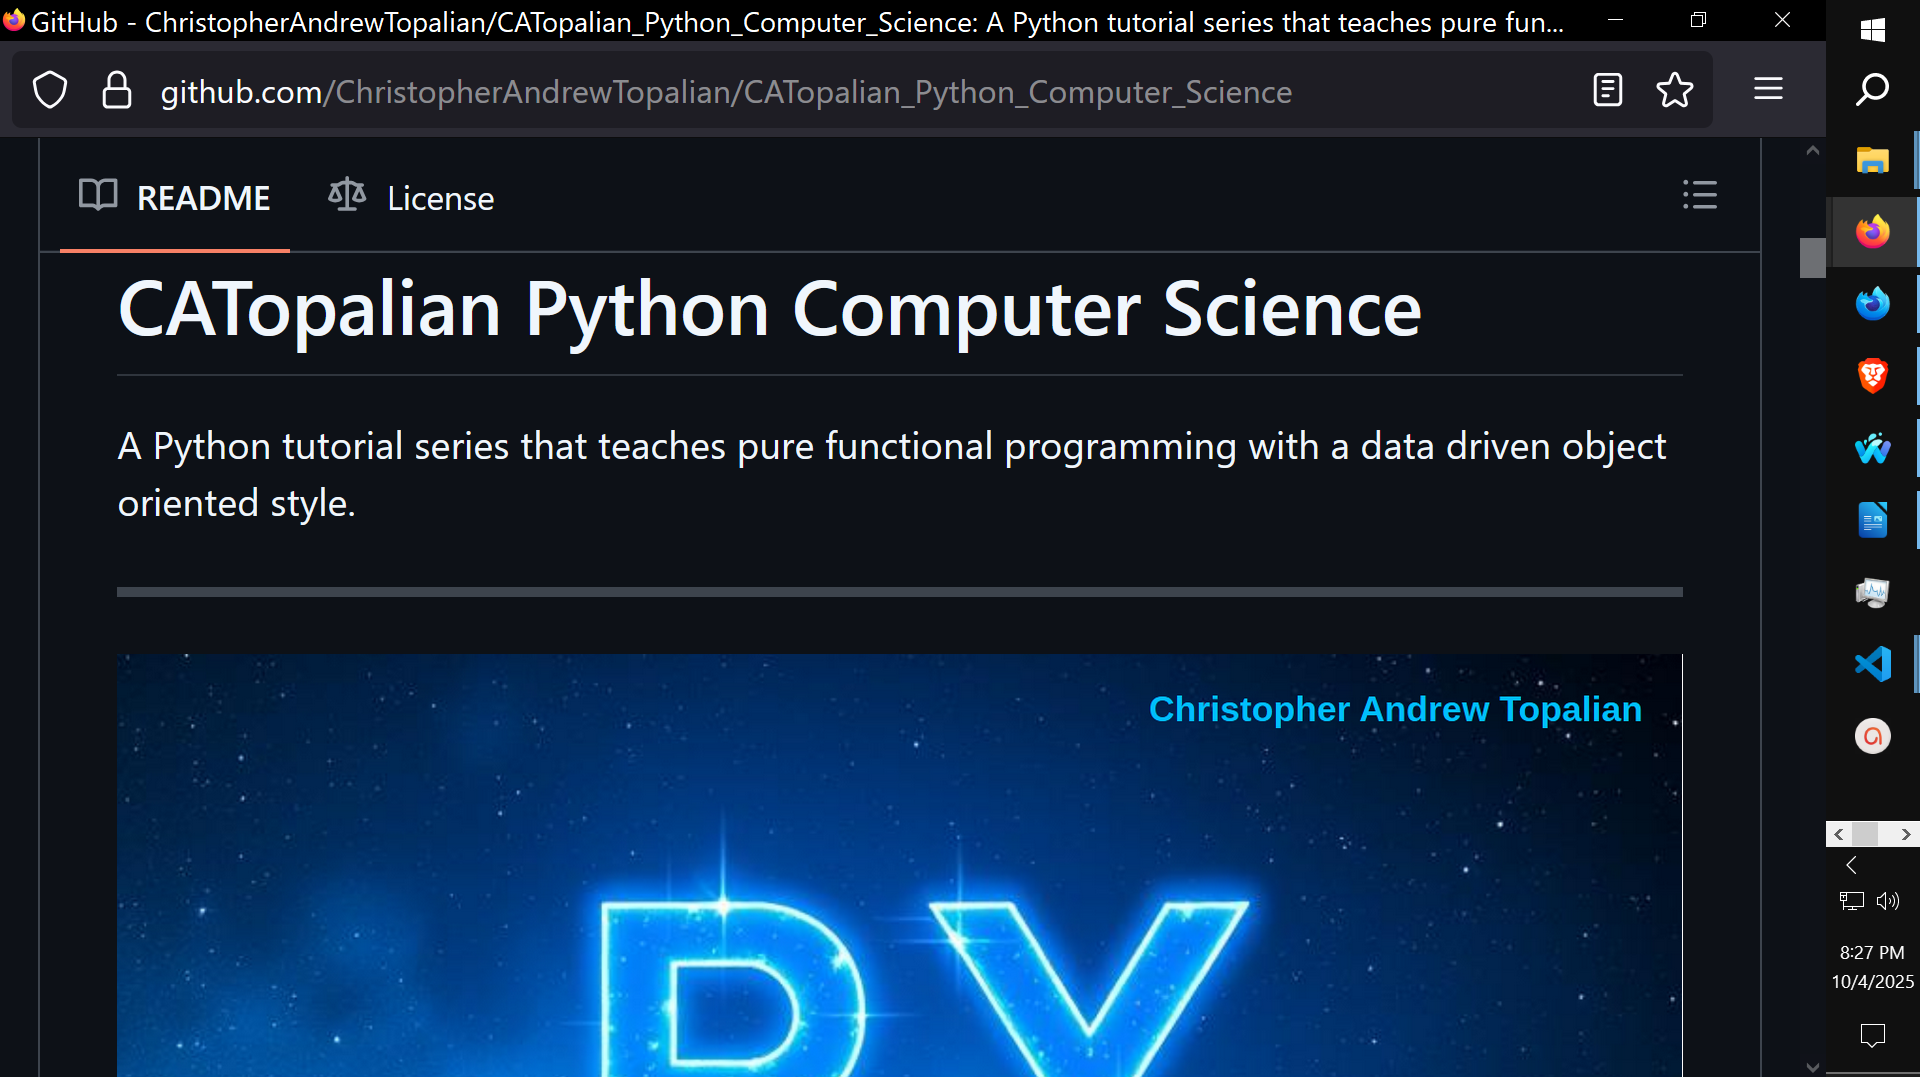 GitHub - ChristopherAndrewTopalian/CATopalian_Python_Computer_Science: A Python tutorial series that teaches pure fun...
github.com/ChristopherAndrewTopalian/CATopalian_Python_Computer_Science
README
License
CATopalian Python Computer Science
A Python tutorial series that teaches pure functional programming with a data driven object
oriented style.
Christopher Andrew Topalian
PY
8:27 PM
10/4/2025